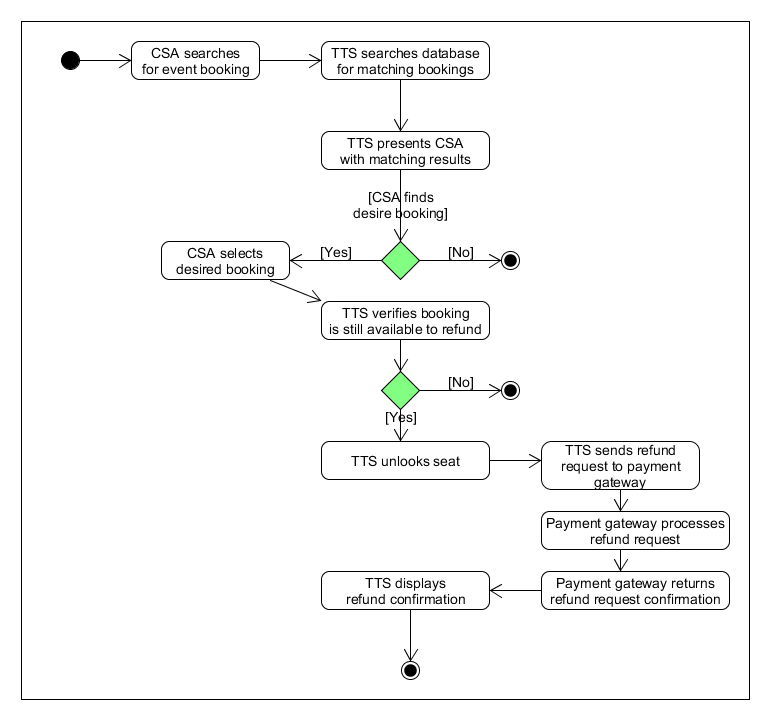 CSA searches
for event booking
TTS searches database
for matching bookings
TTS presents CSA
with matching results
[CSA finds
desire booking]
[Yes]
[No]
CSA selects
desired booking
TTS verifies booking
is still available to refund
[No]
[Yes]
TTS unlooks seat
TTS sends refund
request to payment
gateway
Payment gateway processes
refund request
Payment gateway returns
refund request confirmation
TTS displays
refund confirmation